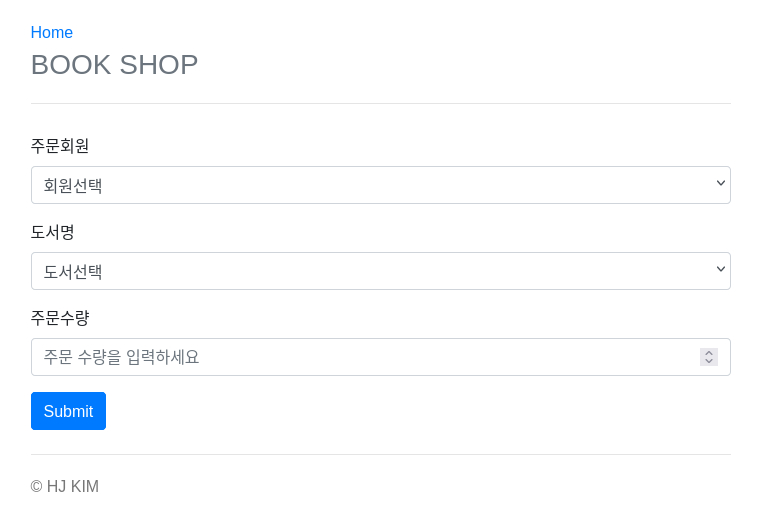 Home
BOOK SHOP
주문회원
회원선택
도서명
도서선택
주문수량
주문 수량을 입력하세요
Submit
© HJ KIM